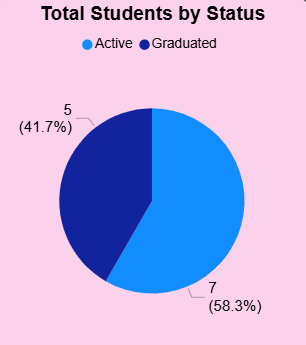 Total Students by Status
Active Graduated
5
(41.7%)
7
(58.3%)